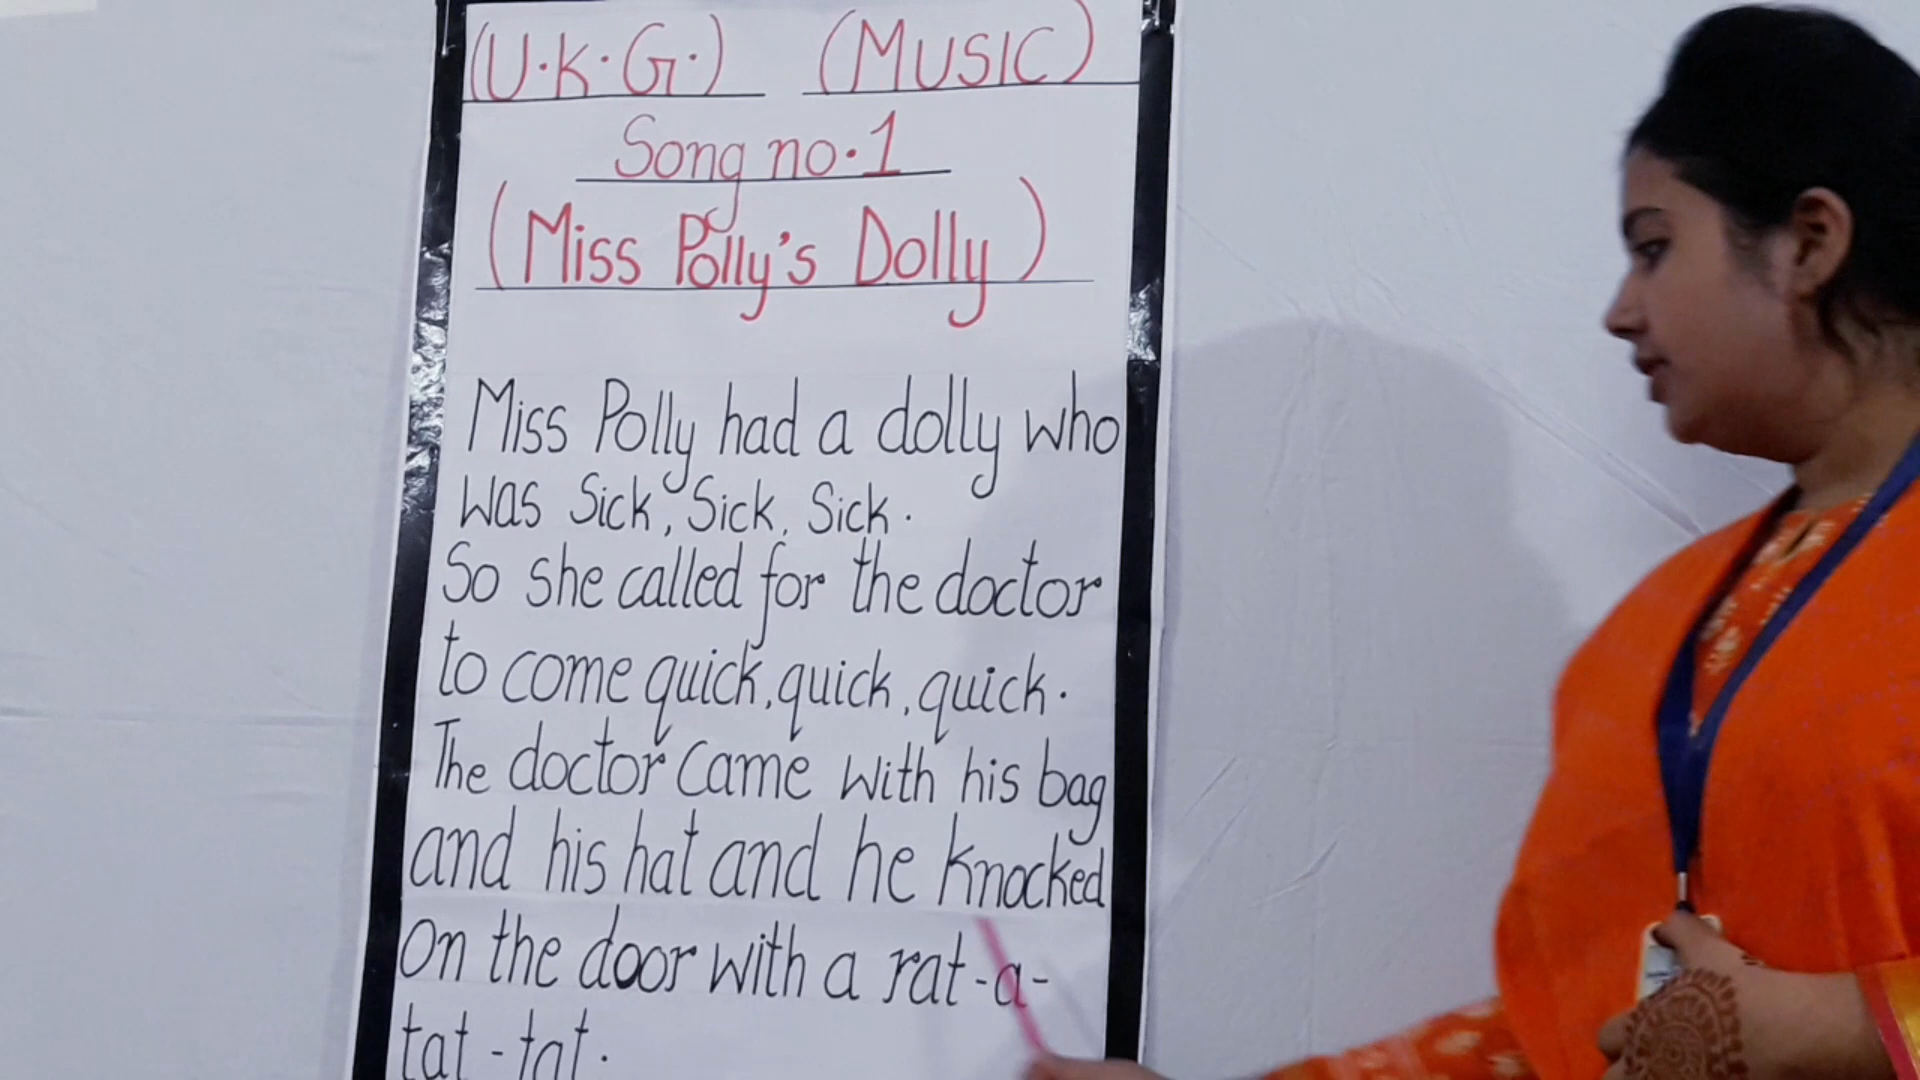 (U.K.G.) (MUSIC)
Song no.1
(Miss Polly's Dolly)
Miss Polly had a dolly who
was Sick, Sick, Sick.
So she called for the doctor
to come quick, quick, quick.
The doctor came with his bag
and his hat and he knocked
on the door with a rat-a-
tat-tat.